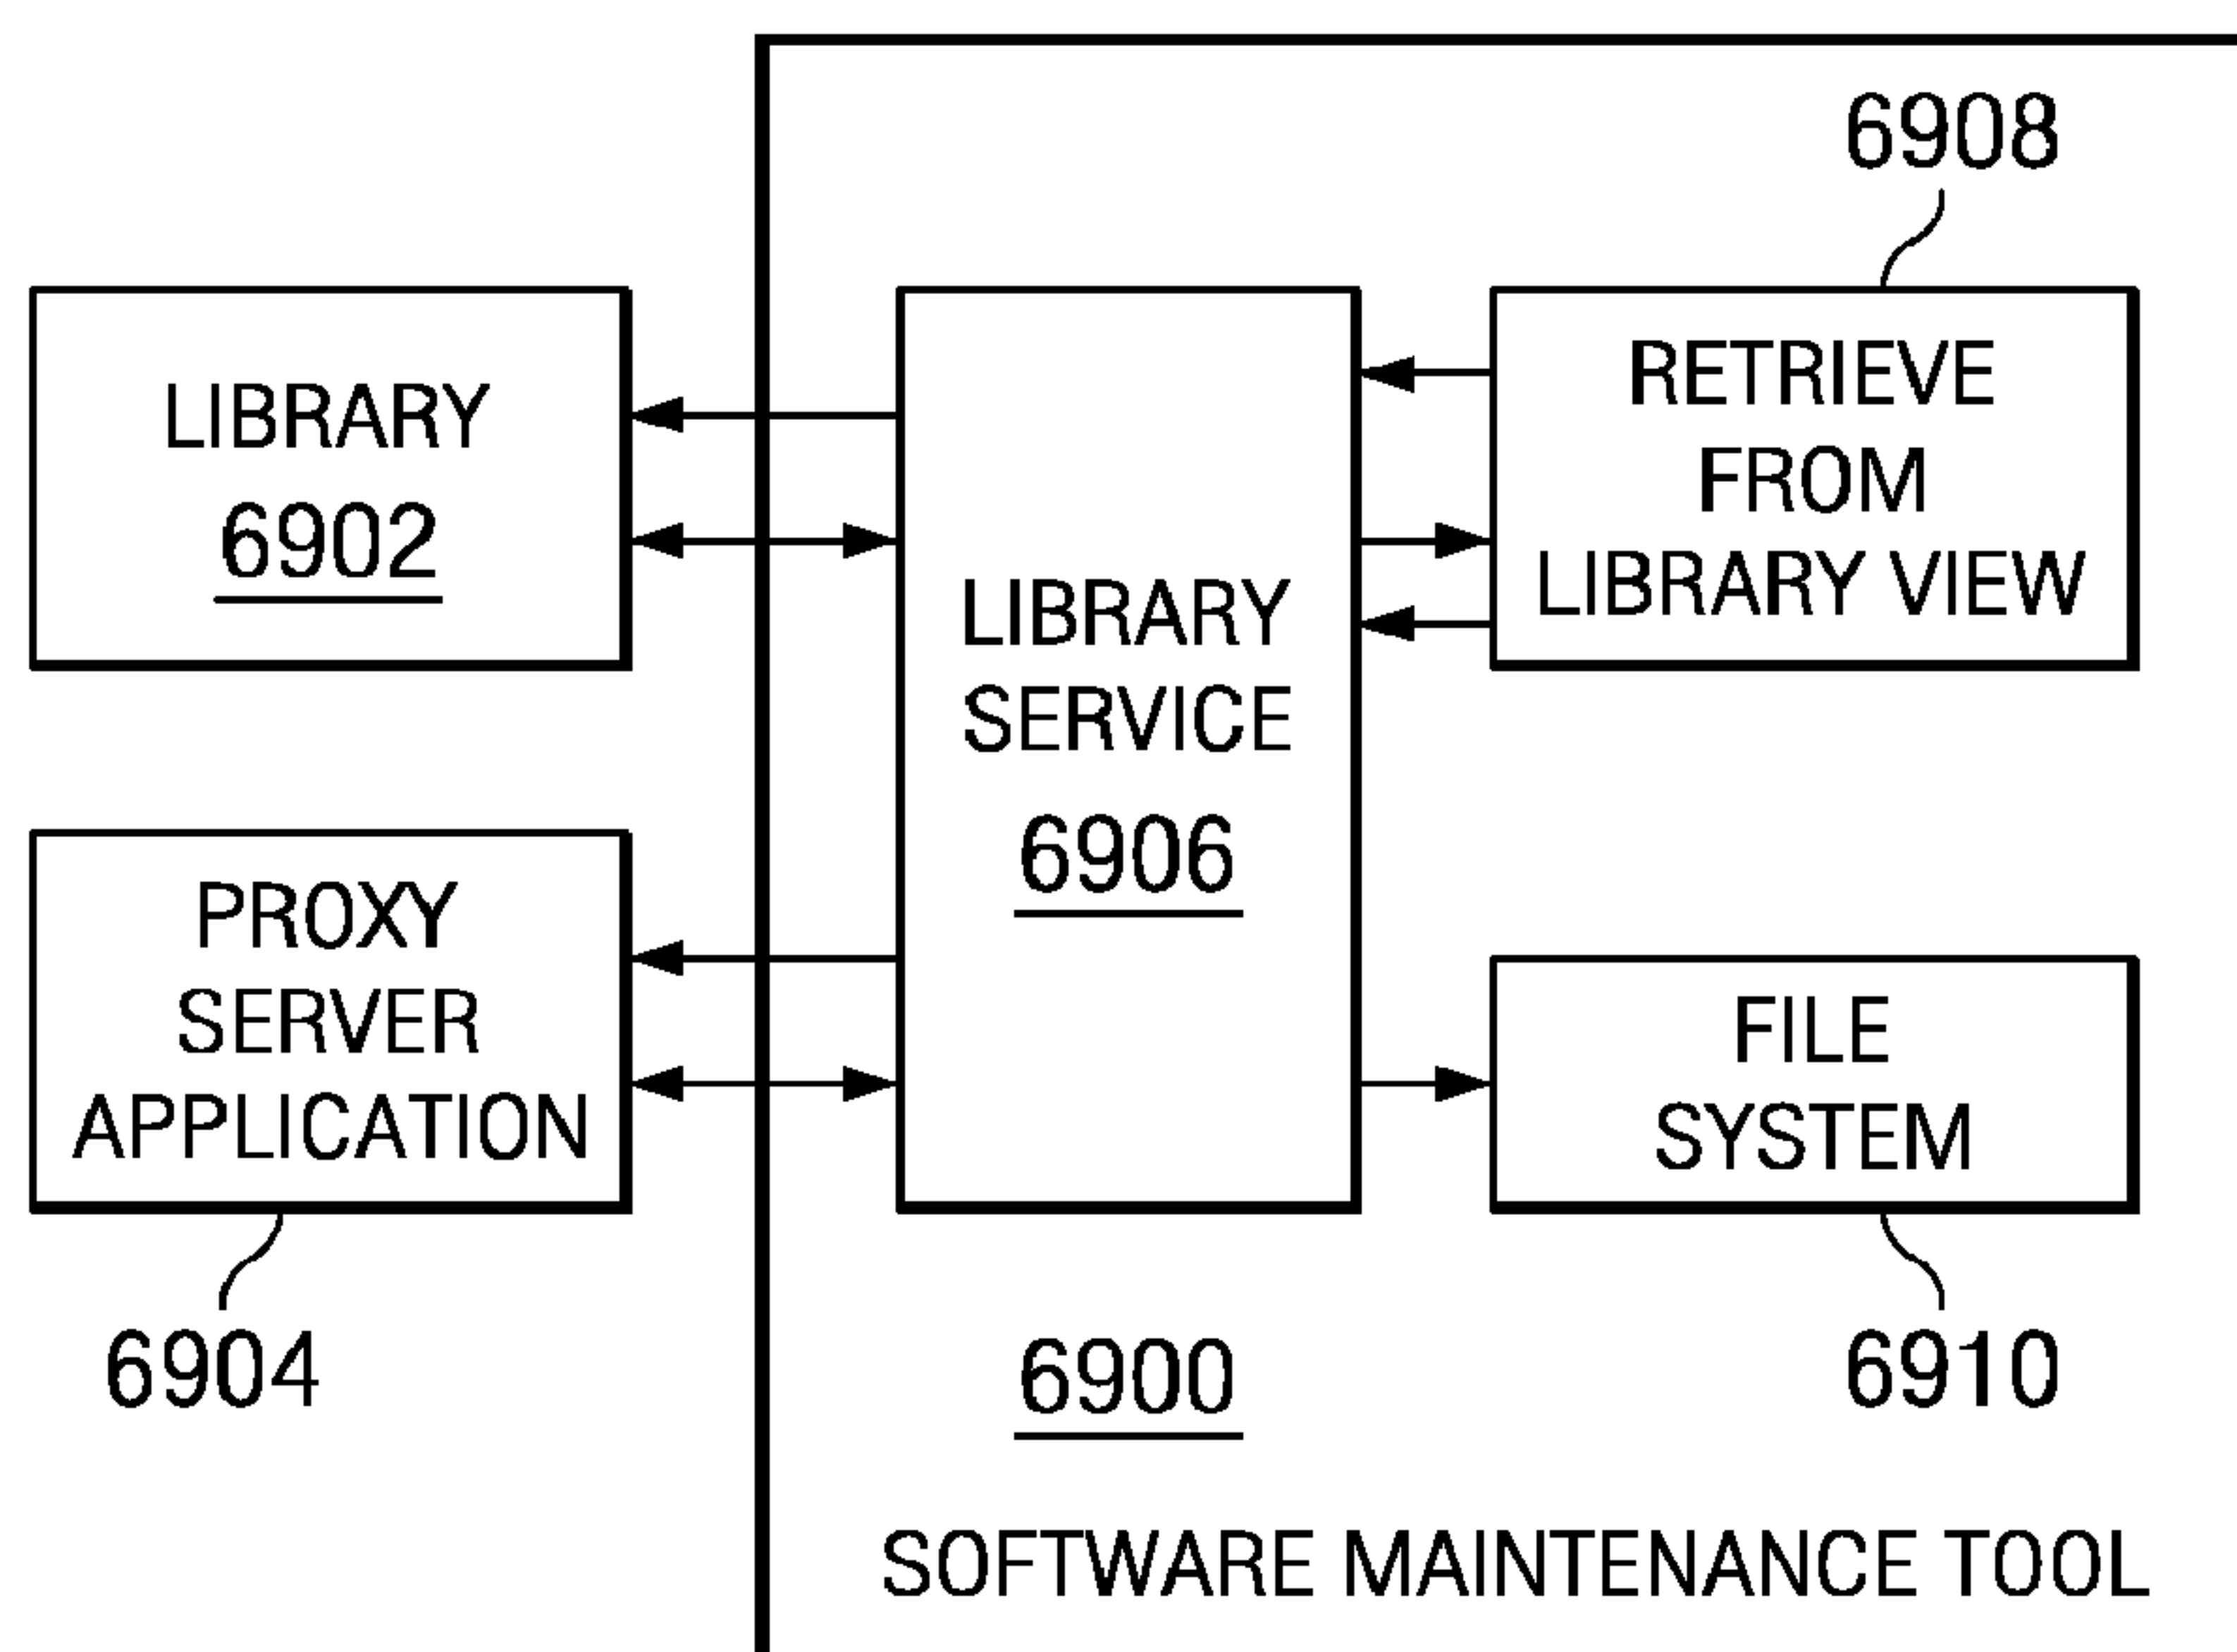 6908
LIBRARY
6902
LIBRARY
SERVICE
6906
RETRIEVE
FROM
LIBRARY VIEW
PROXY
SERVER
APPLICATION
6904
FILE
SYSTEM
6910
6900
SOFTWARE MAINTENANCE TOOL